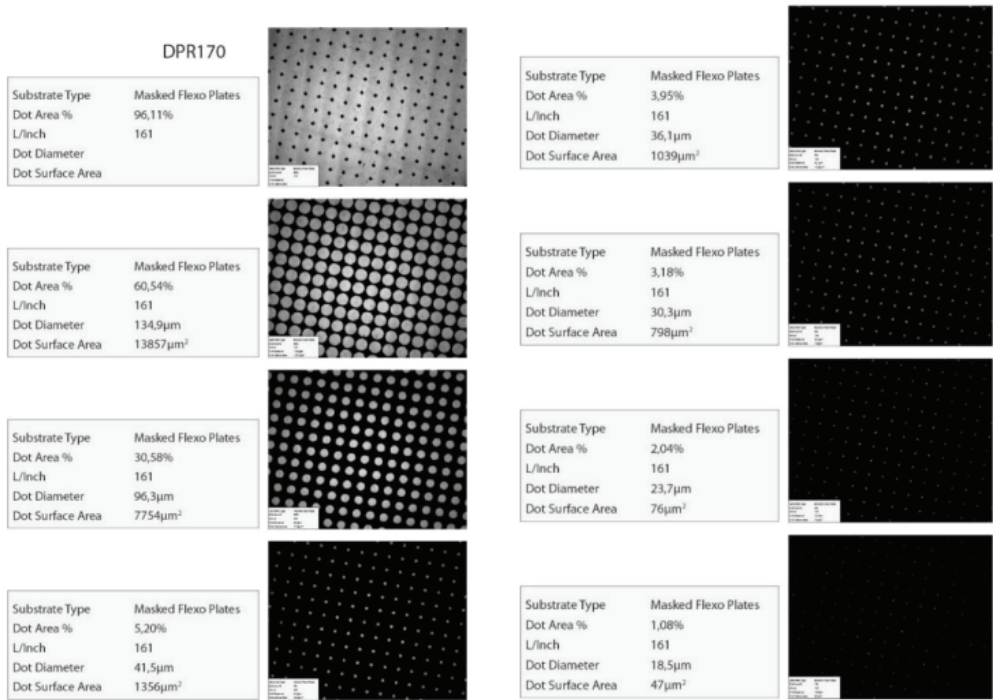 DPR170
Substrate Type Masked Flexo Plates
Dot Area % 96,11%
L/Inch 161
Dot Diameter
Dot Surface Area
Substrate Type Masked Flexo Plates
Dot Area % 60,54%
L/Inch 161
Dot Diameter 134,9µm
Dot Surface Area 13857µm²
Substrate Type Masked Flexo Plates
Dot Area % 30,58%
L/Inch 161
Dot Diameter 96,3µm
Dot Surface Area 7754µm²
Substrate Type Masked Flexo Plates
Dot Area % 5,20%
L/Inch 161
Dot Diameter 41,5µm
Dot Surface Area 1356µm²
Substrate Type Masked Flexo Plates
Dot Area % 3,95%
L/Inch 161
Dot Diameter 36,1µm
Dot Surface Area 1039µm²
Substrate Type Masked Flexo Plates
Dot Area % 3,18%
L/Inch 161
Dot Diameter 30,3µm
Dot Surface Area 798µm²
Substrate Type Masked Flexo Plates
Dot Area % 2,04%
L/Inch 161
Dot Diameter 23,7µm
Dot Surface Area 76µm²
Substrate Type Masked Flexo Plates
Dot Area % 1,08%
L/Inch 161
Dot Diameter 18,5µm
Dot Surface Area 47µm²